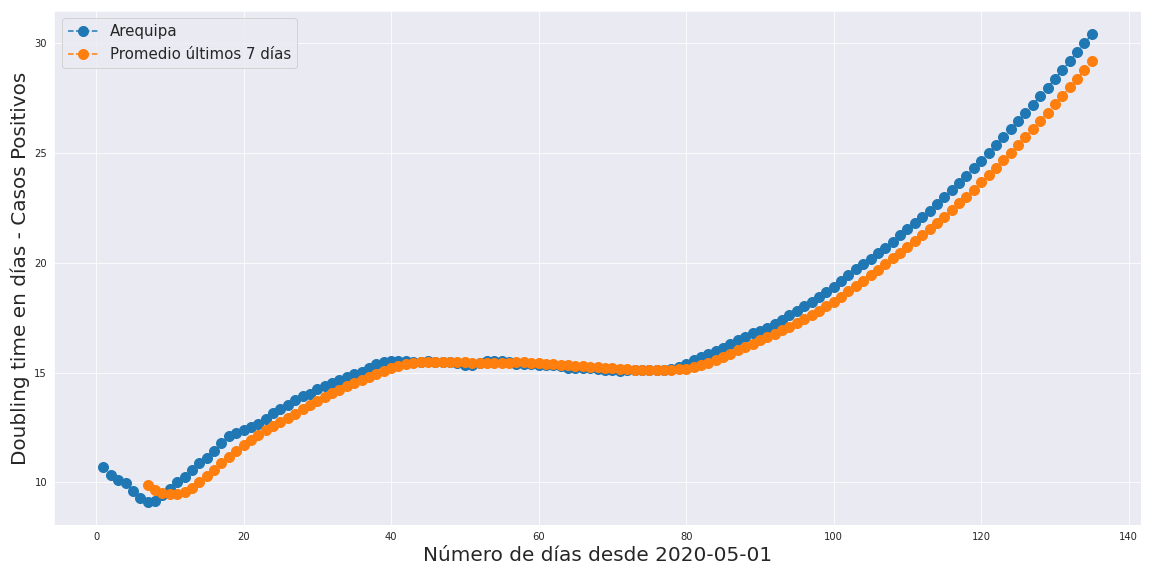 Arequipa
Promedio últimos 7 días
Doubling time en días - Casos Positivos
30
25
20
15
10
0 20 40 60 80 100 120 140
Número de días desde 2020-05-01